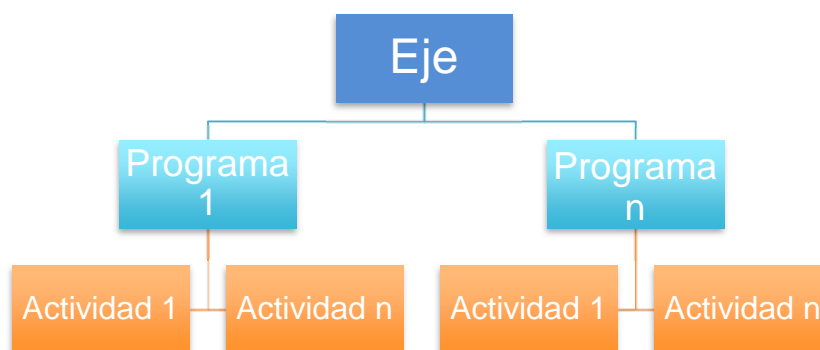 Eje
Programa
1
Programa
n
Actividad 1
Actividad n
Actividad 1
Actividad n